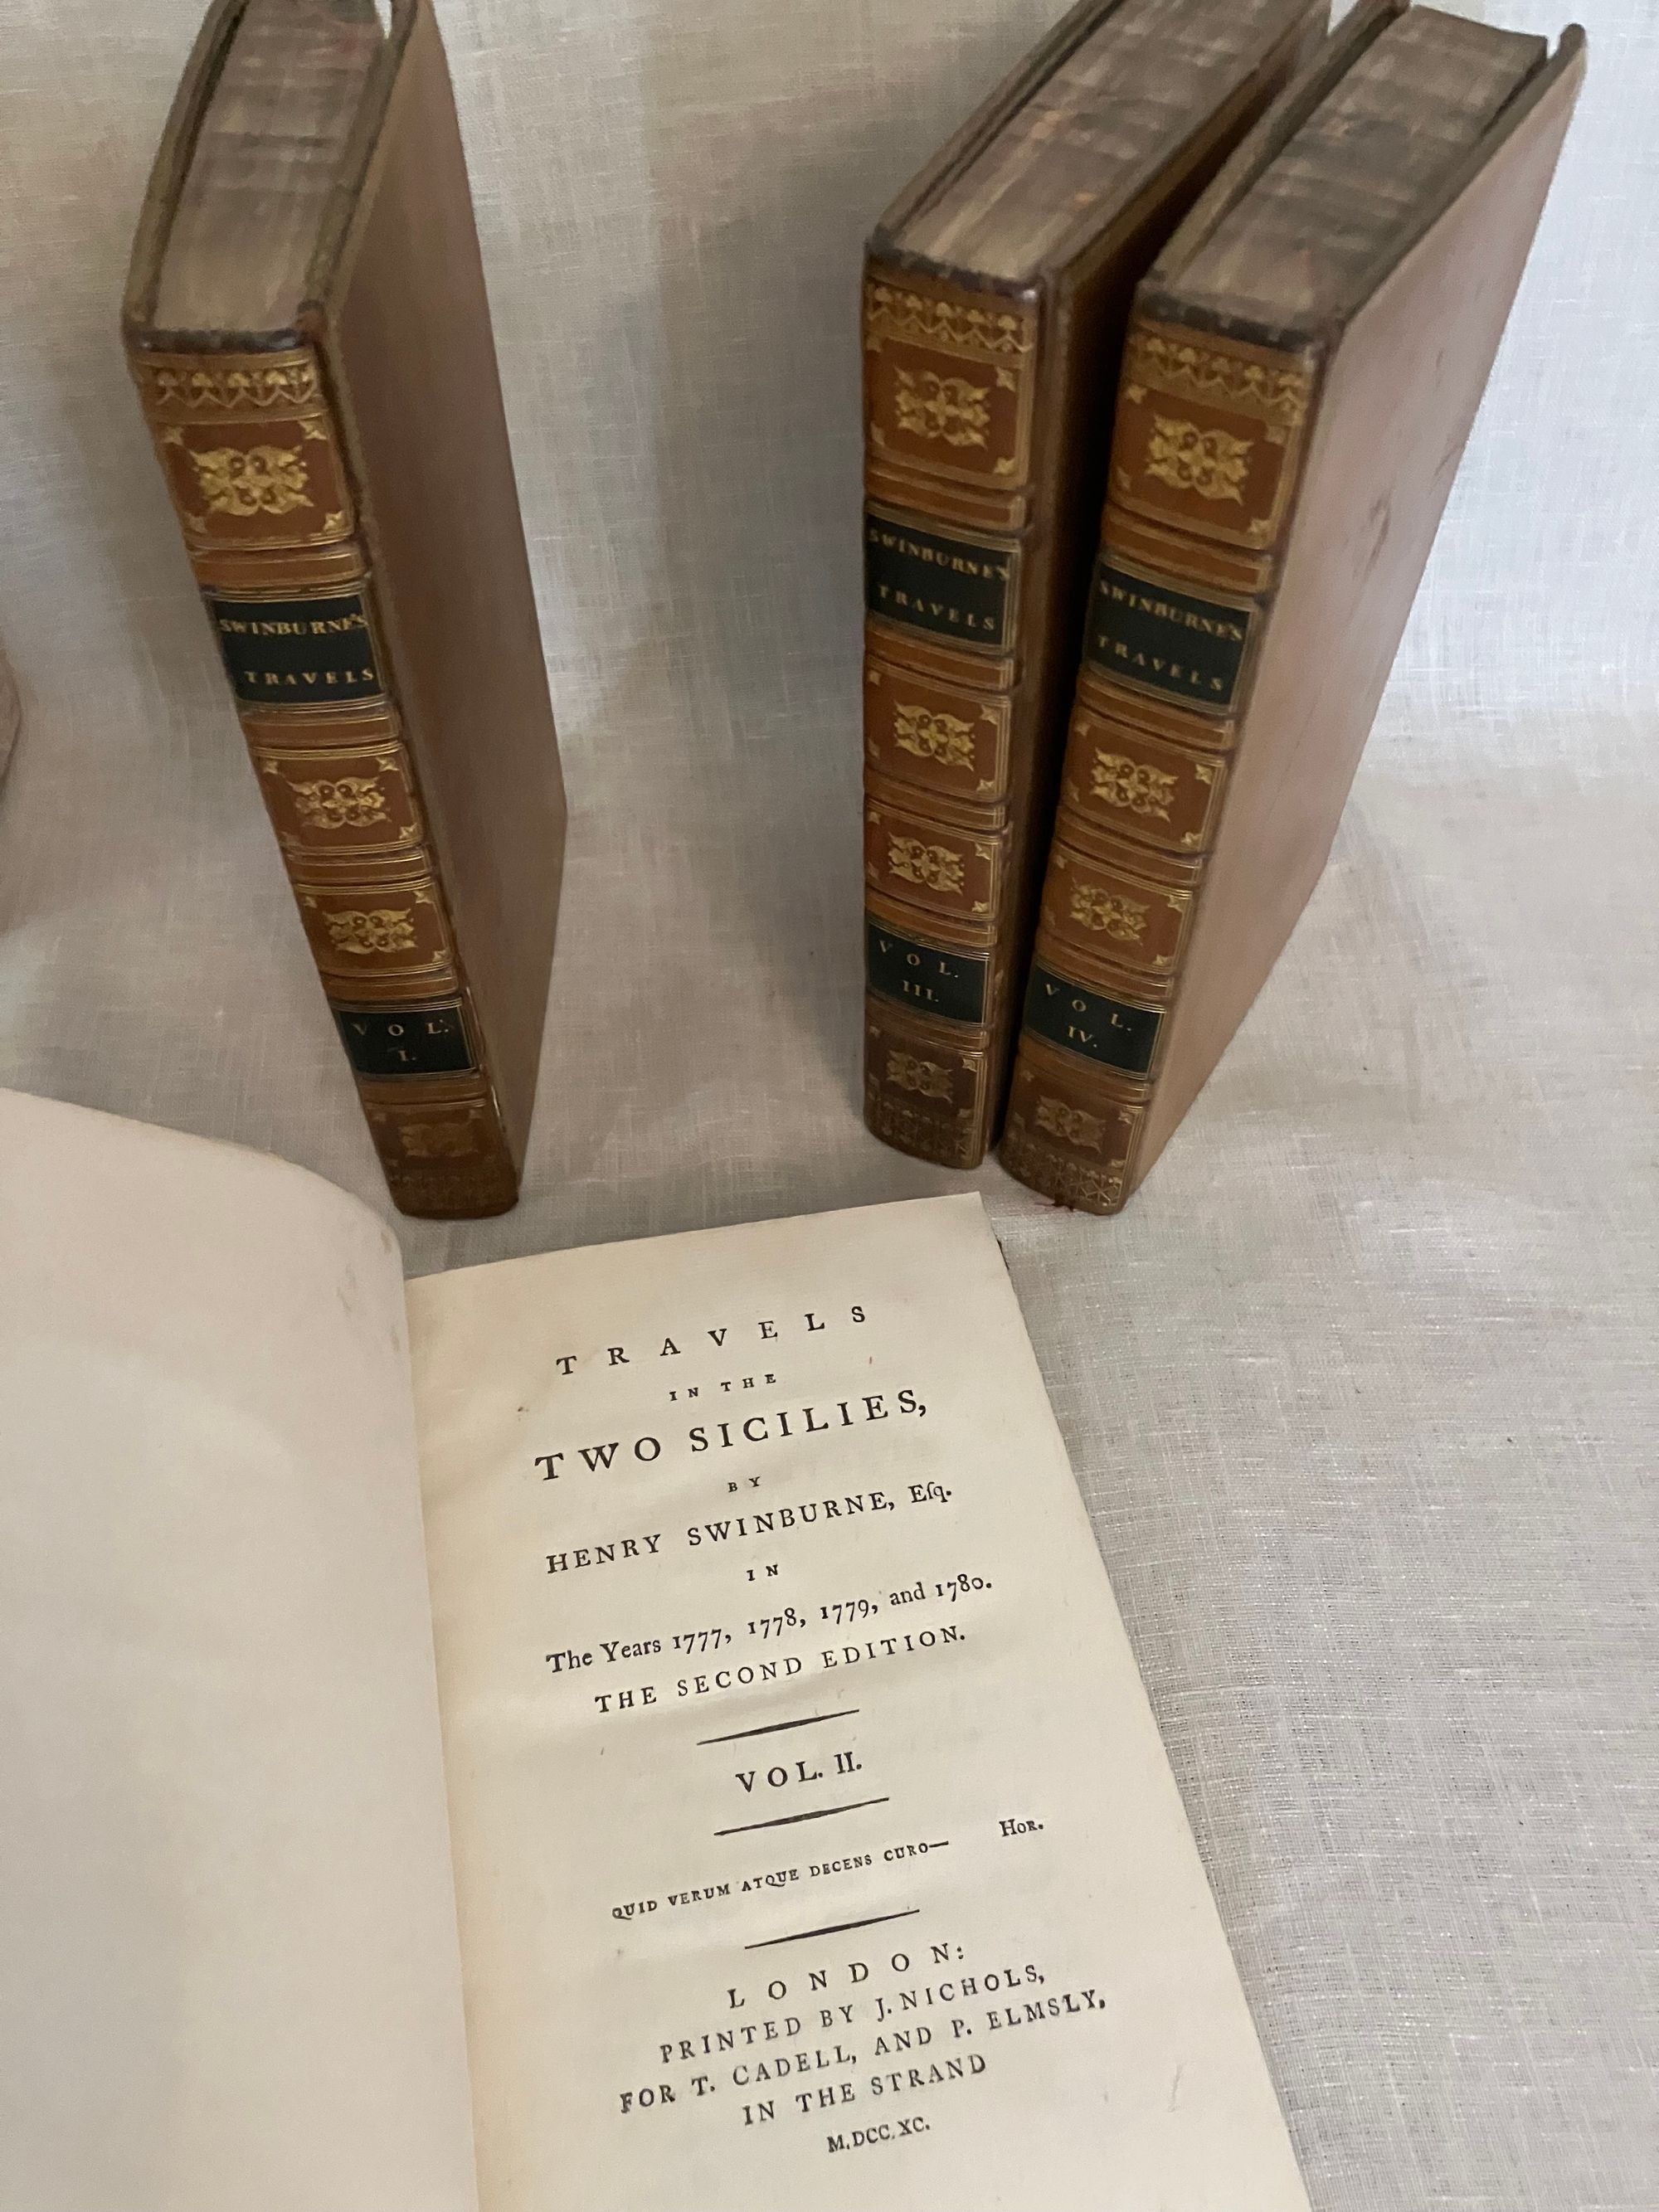 SWINBURNE'S
TRAVELS
VOL.
I.
SWINBURNE'S
TRAVELS
VOL.
III.
SWINBURNE'S
TRAVELS
VOL.
IV.
TRAVELS
IN THE
TWO SICILIES,
BY
HENRY SWINBURNE, Eſq.
IN
The Years 1777, 1778, 1779, and 1780.
THE SECOND EDITION.
VOL. II.
QUID VERUM ATQUE DECENS CURO— HOR.
LONDON:
PRINTED BY J. NICHOLS,
FOR T. CADELL, AND P. ELMSLY,
IN THE STRAND
M.DCC.XC.